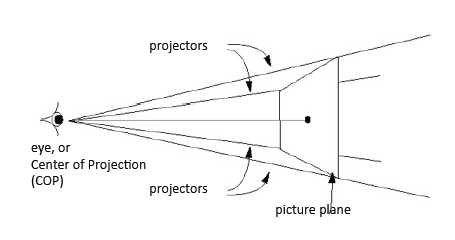 projectors
eye, or
Center of Projection
(COP)
projectors
picture plane